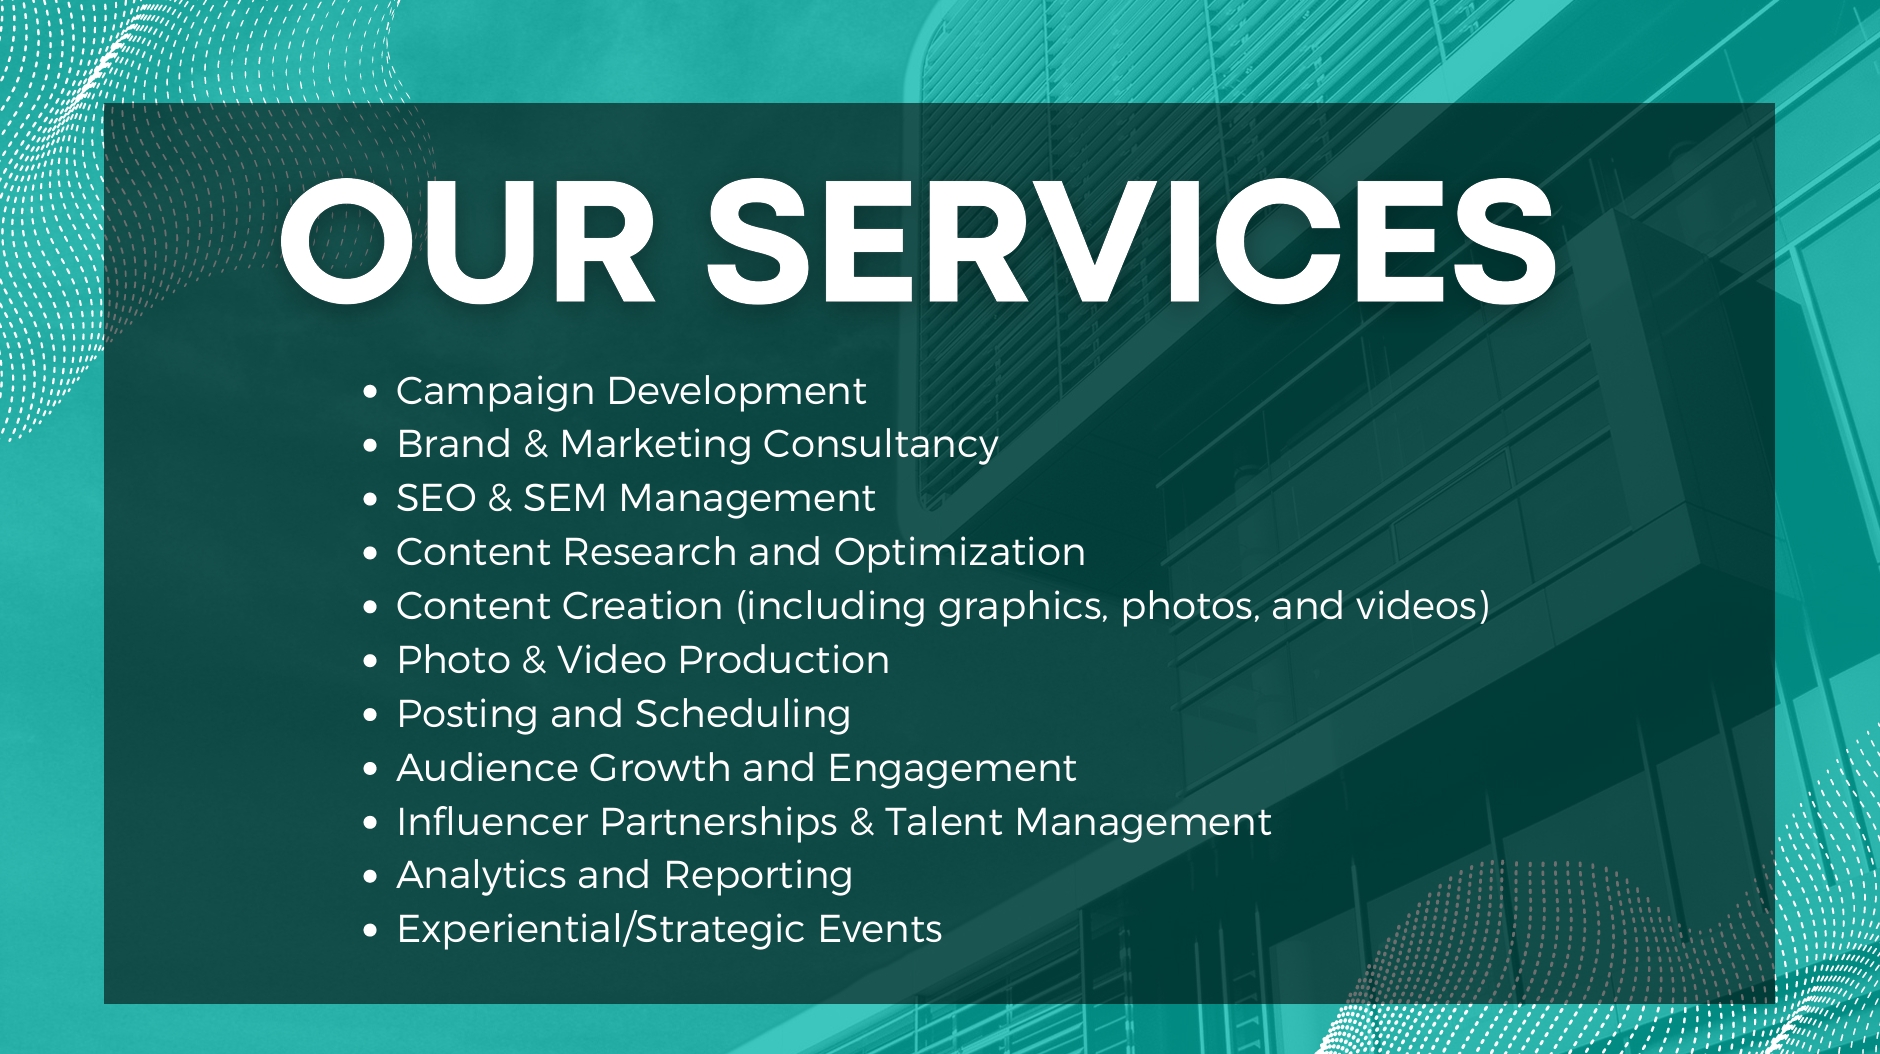 OUR SERVICES
• Campaign Development
• Brand & Marketing Consultancy
• SEO & SEM Management
• Content Research and Optimization
• Content Creation (including graphics, photos, and videos)
• Photo & Video Production
• Posting and Scheduling
• Audience Growth and Engagement
• Influencer Partnerships & Talent Management
• Analytics and Reporting
• Experiential/Strategic Events